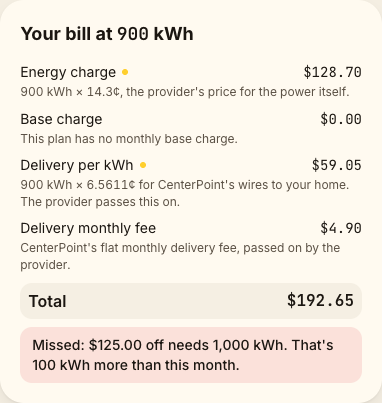 Your bill at 900 kWh
Energy charge $128.70
900 kWh × 14.3¢, the provider's price for the power itself.
Base charge $0.00
This plan has no monthly base charge.
Delivery per kWh $59.05
900 kWh × 6.5611¢ for CenterPoint's wires to your home.
The provider passes this on.
Delivery monthly fee $4.90
CenterPoint's flat monthly delivery fee, passed on by the
provider.
Total $192.65
Missed: $125.00 off needs 1,000 kWh. That's
100 kWh more than this month.